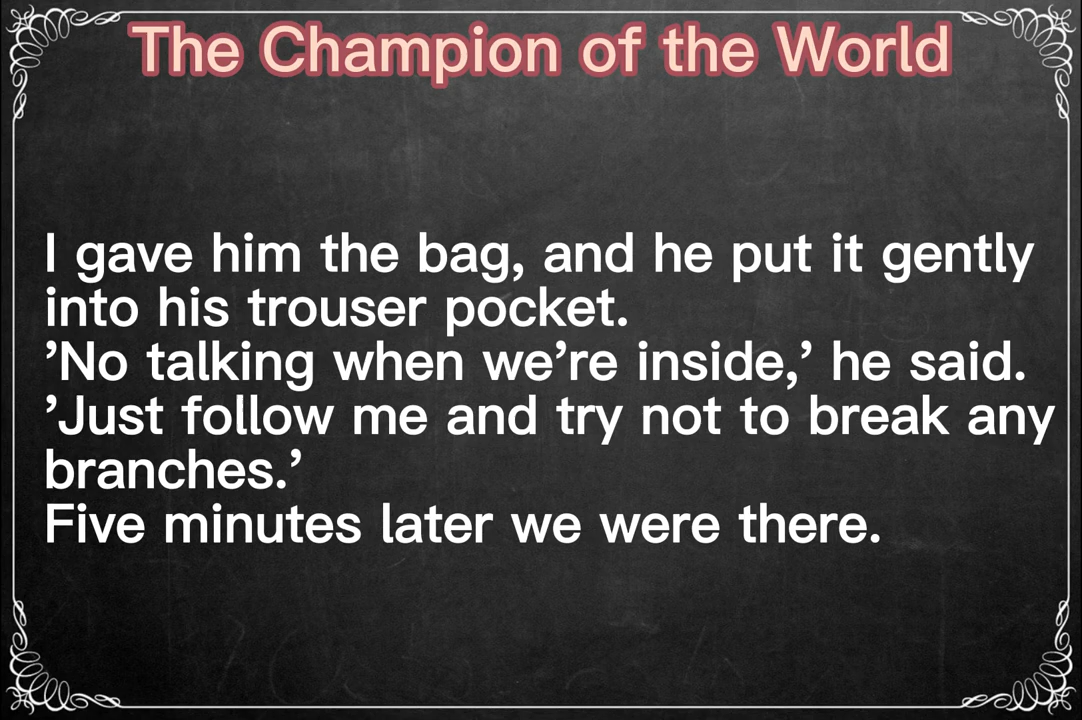 The Champion of the World
I gave him the bag, and he put it gently
into his trouser pocket.
’No talking when we’re inside,’ he said.
’Just follow me and try not to break any
branches.’
Five minutes later we were there.